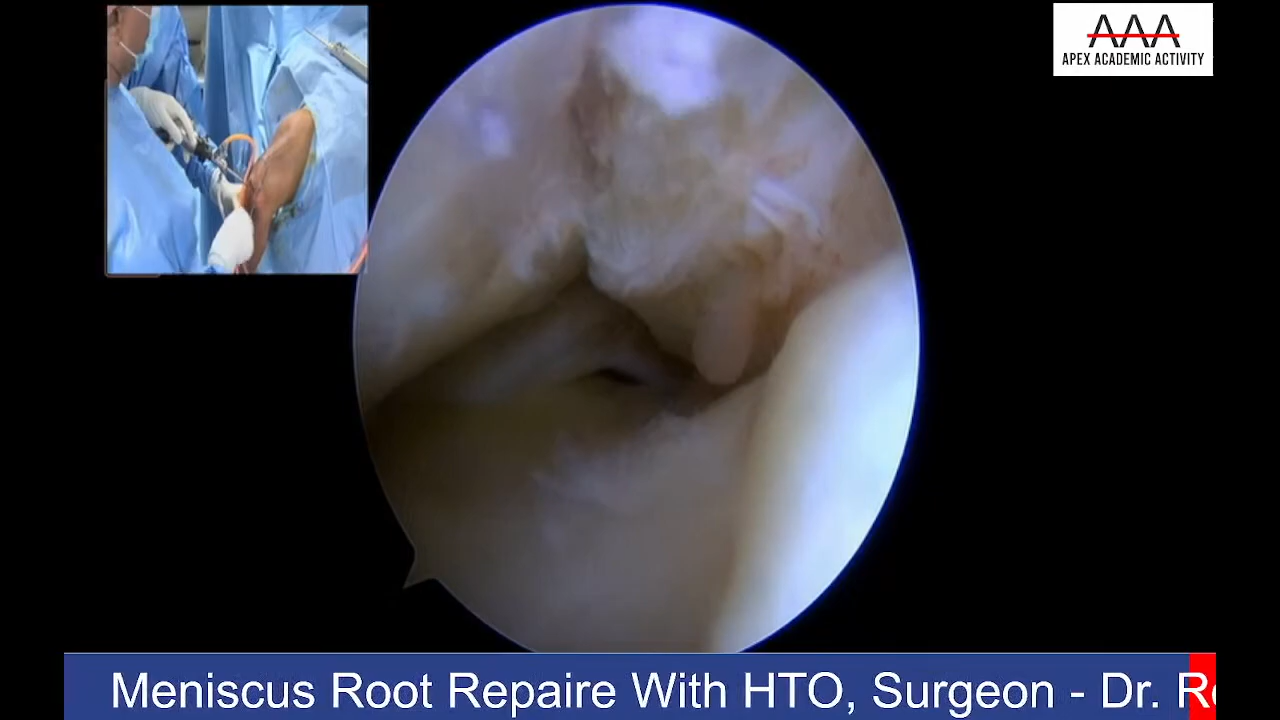 AAA
APEX ACADEMIC ACTIVITY
Meniscus Root Repaire With HTO, Surgeon - Dr.